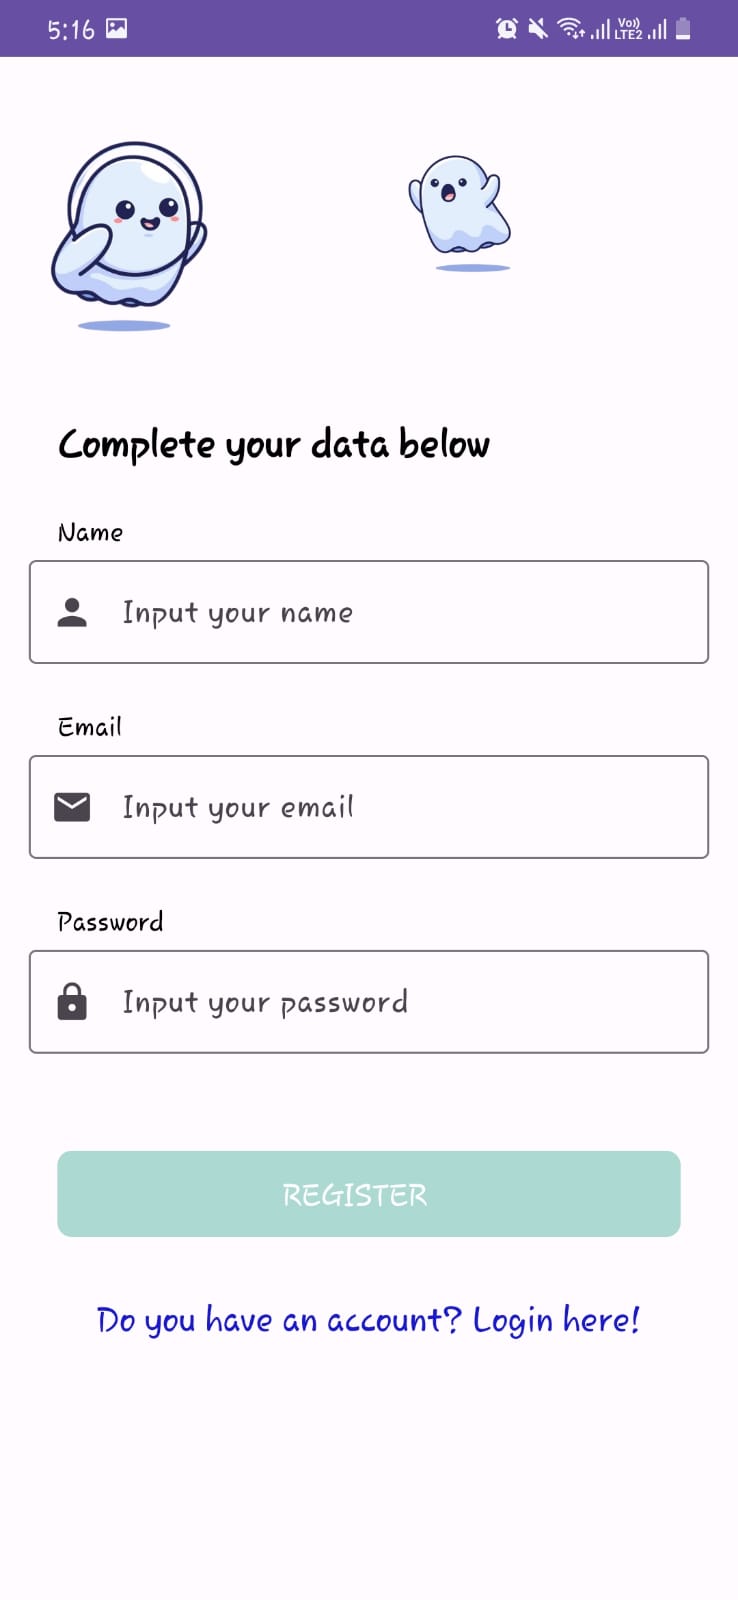 5:16
Vo))
LTE2
Complete your data below
Name
Input your name
Email
Input your email
Password
Input your password
REGISTER
Do you have an account? Login here!